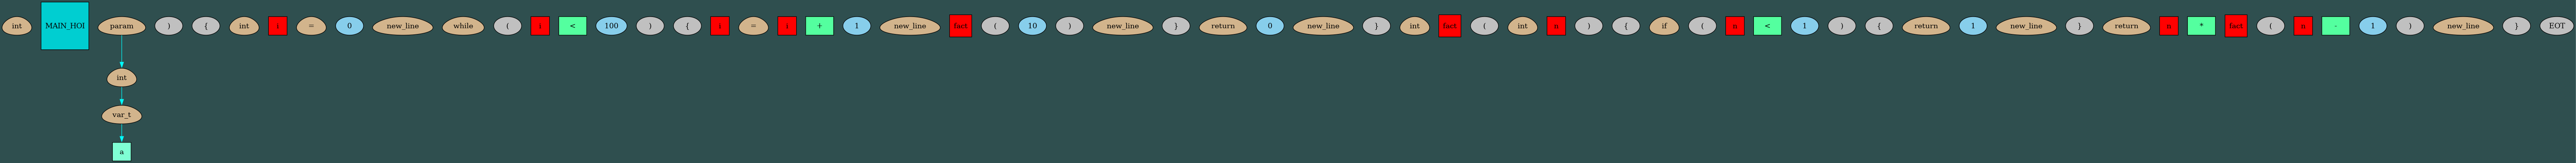 int MAIN_HOI param ) { int i = 0 new_line while ( i < 100 ) { i = i + 1 new_line fact ( 10 ) new_line } return 0 new_line } int fact ( int n ) { if ( n < 1 ) { return 1 new_line } return n * fact ( n - 1 ) new_line } EOT
int
var_t
a